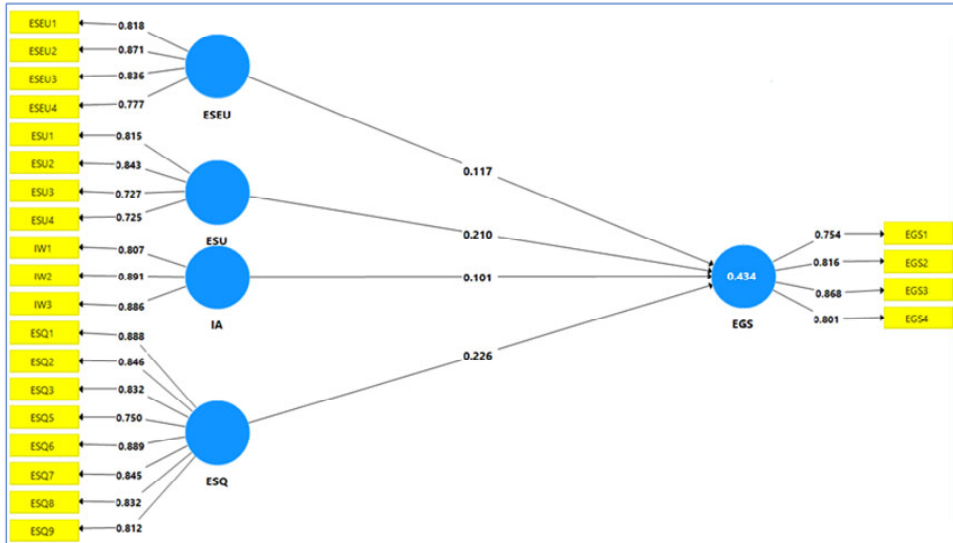 ESEU1
0.818
ESEU2
0.871
ESEU3
0.836
ESEU4
0.777
ESEU
ESU1
0.815
ESU2
0.843
ESU3
0.727
ESU4
0.725
ESU
IW1
0.807
IW2
0.891
IW3
0.886
IA
ESQ1
0.888
ESQ2
0.846
ESQ3
0.832
ESQ5
0.750
ESQ6
0.889
ESQ7
0.845
ESQ8
0.832
ESQ9
0.812
ESQ
0.117
0.210
0.101
0.226
0.434
EGS
0.754
EGS1
0.816
EGS2
0.868
EGS3
0.801
EGS4